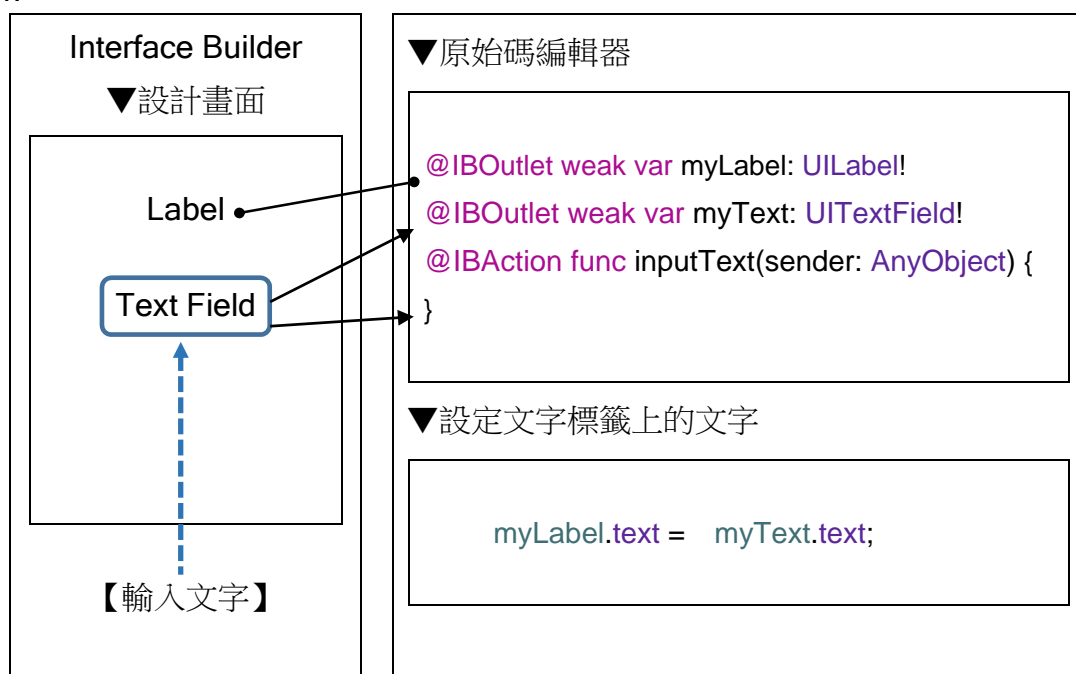 Interface Builder
▼設計畫面
Label
Text Field
【輸入文字】
▼原始碼編輯器
@IBOutlet weak var myLabel: UILabel!
@IBOutlet weak var myText: UITextField!
@IBAction func inputText(sender: AnyObject) {
}
▼設定文字標籤上的文字
myLabel.text = myText.text;